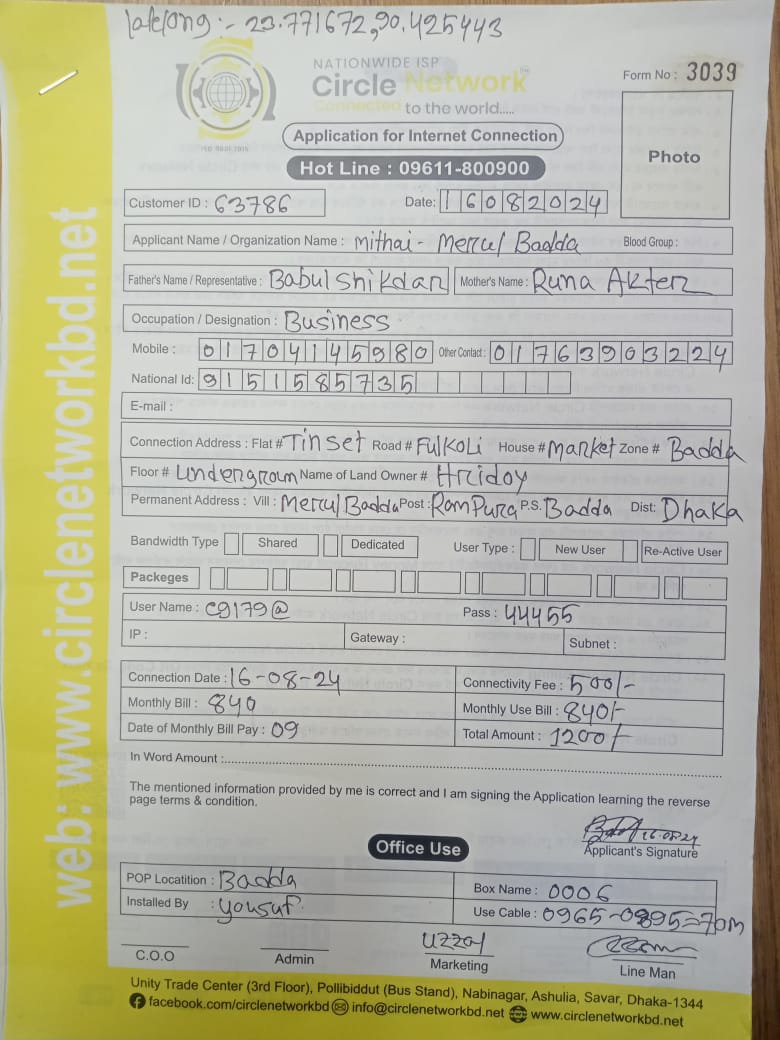 lat/long :- 23.771672,90.425443
NATIONWIDE ISP
Circle Network
Connected to the world.....
ISO 9001:2015
Form No : 3039
Application for Internet Connection
Hot Line : 09611-800900
Photo
Customer ID : 63786 Date: 16082024
Applicant Name / Organization Name : Mithai- Merul Badda Blood Group :
Father's Name / Representative : Babul Shikdar Mother's Name : Runa Akter
Occupation / Designation : Business
Mobile : 01704145980 Other Contact : 01763903224
National Id: 9151585735
E-mail :
Connection Address : Flat # Tinset Road # Fulkoli House # Market Zone # Badda
Floor # Undergroun Name of Land Owner # Hridoy
Permanent Address : Vill : Merul Badda Post : Rampura P.S. Badda Dist: Dhaka
Bandwidth Type Shared Dedicated User Type : New User Re-Active User
Packeges
User Name : C9179@ Pass : 44455
IP : Gateway : Subnet :
Connection Date : 16-08-24 Connectivity Fee : 500/-
Monthly Bill : 840 Monthly Use Bill : 840/-
Date of Monthly Bill Pay : 09 Total Amount : 1200/-
In Word Amount :
The mentioned information provided by me is correct and I am signing the Application learning the reverse
page terms & condition.
16.08.24
Applicant's Signature
Office Use
POP Locatition : Badda Box Name : 0006
Installed By : Yousuf Use Cable : 0965-0895=70m
Uzzal
C.O.O Admin Marketing Line Man
Unity Trade Center (3rd Floor), Pollibiddut (Bus Stand), Nabinagar, Ashulia, Savar, Dhaka-1344
facebook.com/circlenetworkbd info@circlenetworkbd.net www.circlenetworkbd.net
web: www.circlenetworkbd.net